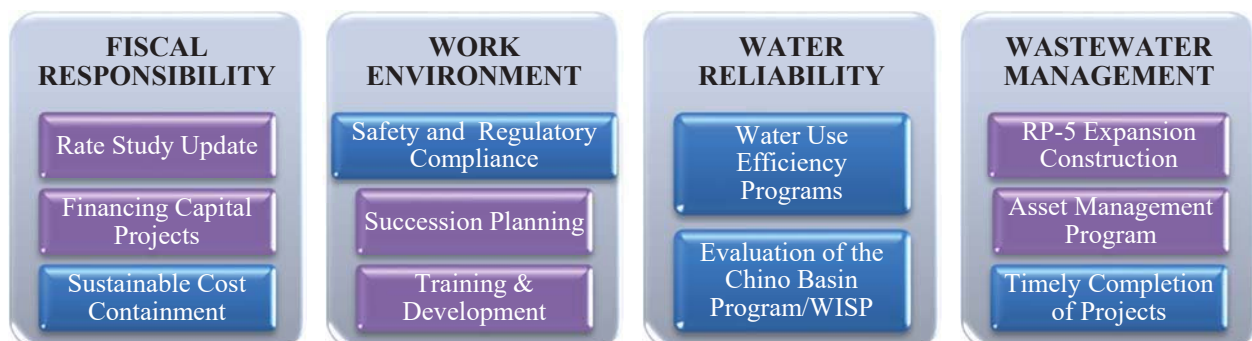 FISCAL
RESPONSIBILITY
Rate Study Update
Financing Capital
Projects
Sustainable Cost
Containment
WORK
ENVIRONMENT
Safety and Regulatory
Compliance
Succession Planning
Training &
Development
WATER
RELIABILITY
Water Use
Efficiency
Programs
Evaluation of the
Chino Basin
Program/WISP
WASTEWATER
MANAGEMENT
RP-5 Expansion
Construction
Asset Management
Program
Timely Completion
of Projects